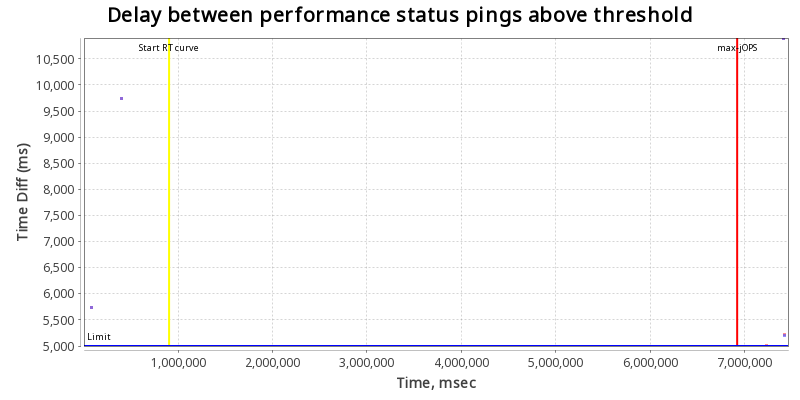 Delay between performance status pings above threshold
Start RT curve
max-jOPS
10,500
10,000
9,500
9,000
8,500
8,000
7,500
7,000
6,500
6,000
5,500
5,000
Time Diff (ms)
Limit
1,000,000 2,000,000 3,000,000 4,000,000 5,000,000 6,000,000 7,000,000
Time, msec